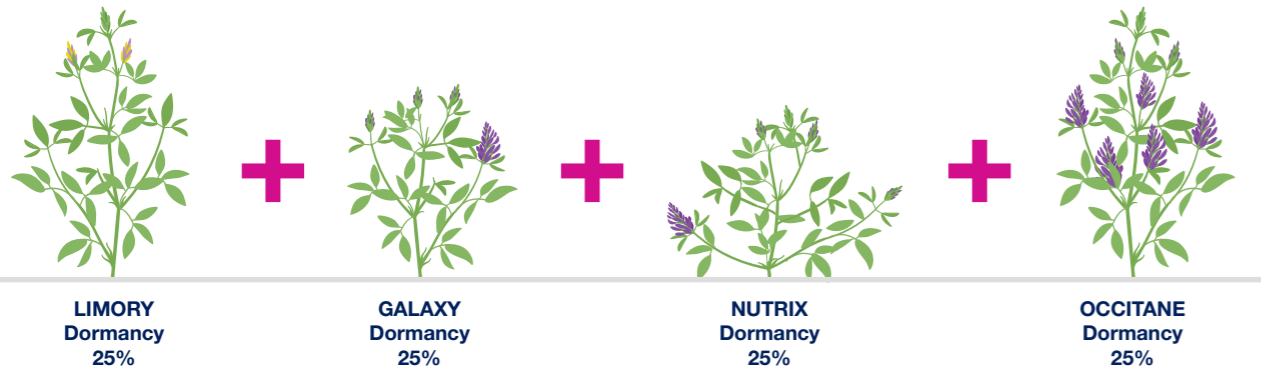 LIMORY
Dormancy
25%
GALAXY
Dormancy
25%
NUTRIX
Dormancy
25%
OCCITANE
Dormancy
25%